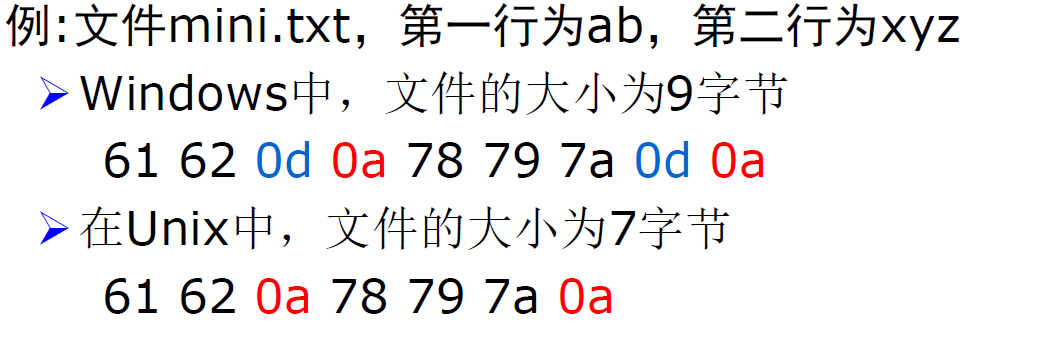 例:文件mini.txt，第一行为ab，第二行为xyz
➢Windows中，文件的大小为9字节
61 62 0d 0a 78 79 7a 0d 0a
➢在Unix中，文件的大小为7字节
61 62 0a 78 79 7a 0a